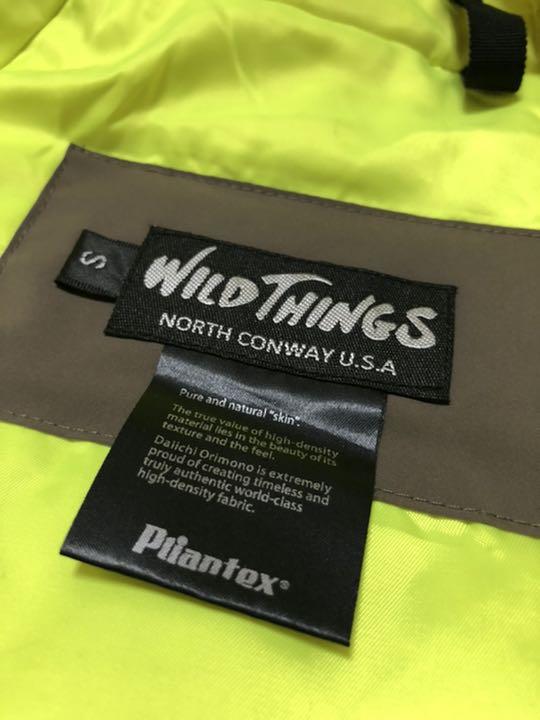 S
WILD THINGS
NORTH CONWAY U.S.A
Pure and natural "skin".
The true value of high-density
material lies in the beauty of its
texture and the feel.
Daiichi Orimono is extremely
proud of creating timeless and
truly authentic world-class
high-density fabric.
Pliantex®